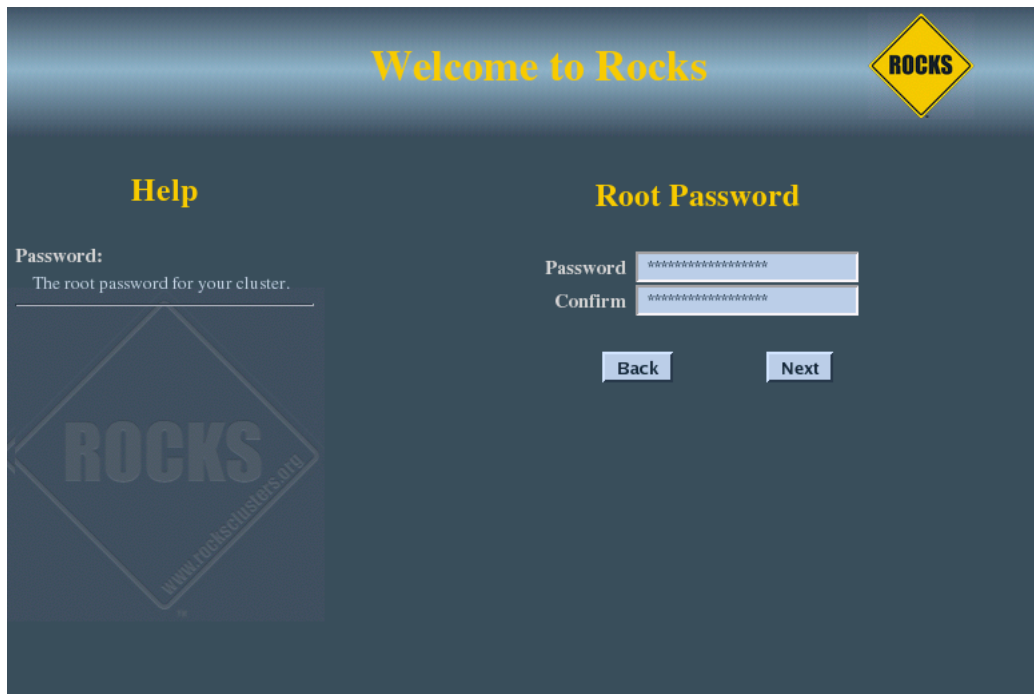 Welcome to Rocks
ROCKS
Help
Password:
The root password for your cluster.
ROCKS
www.rocksclusters.org
Root Password
Password ******************
Confirm ******************
Back Next